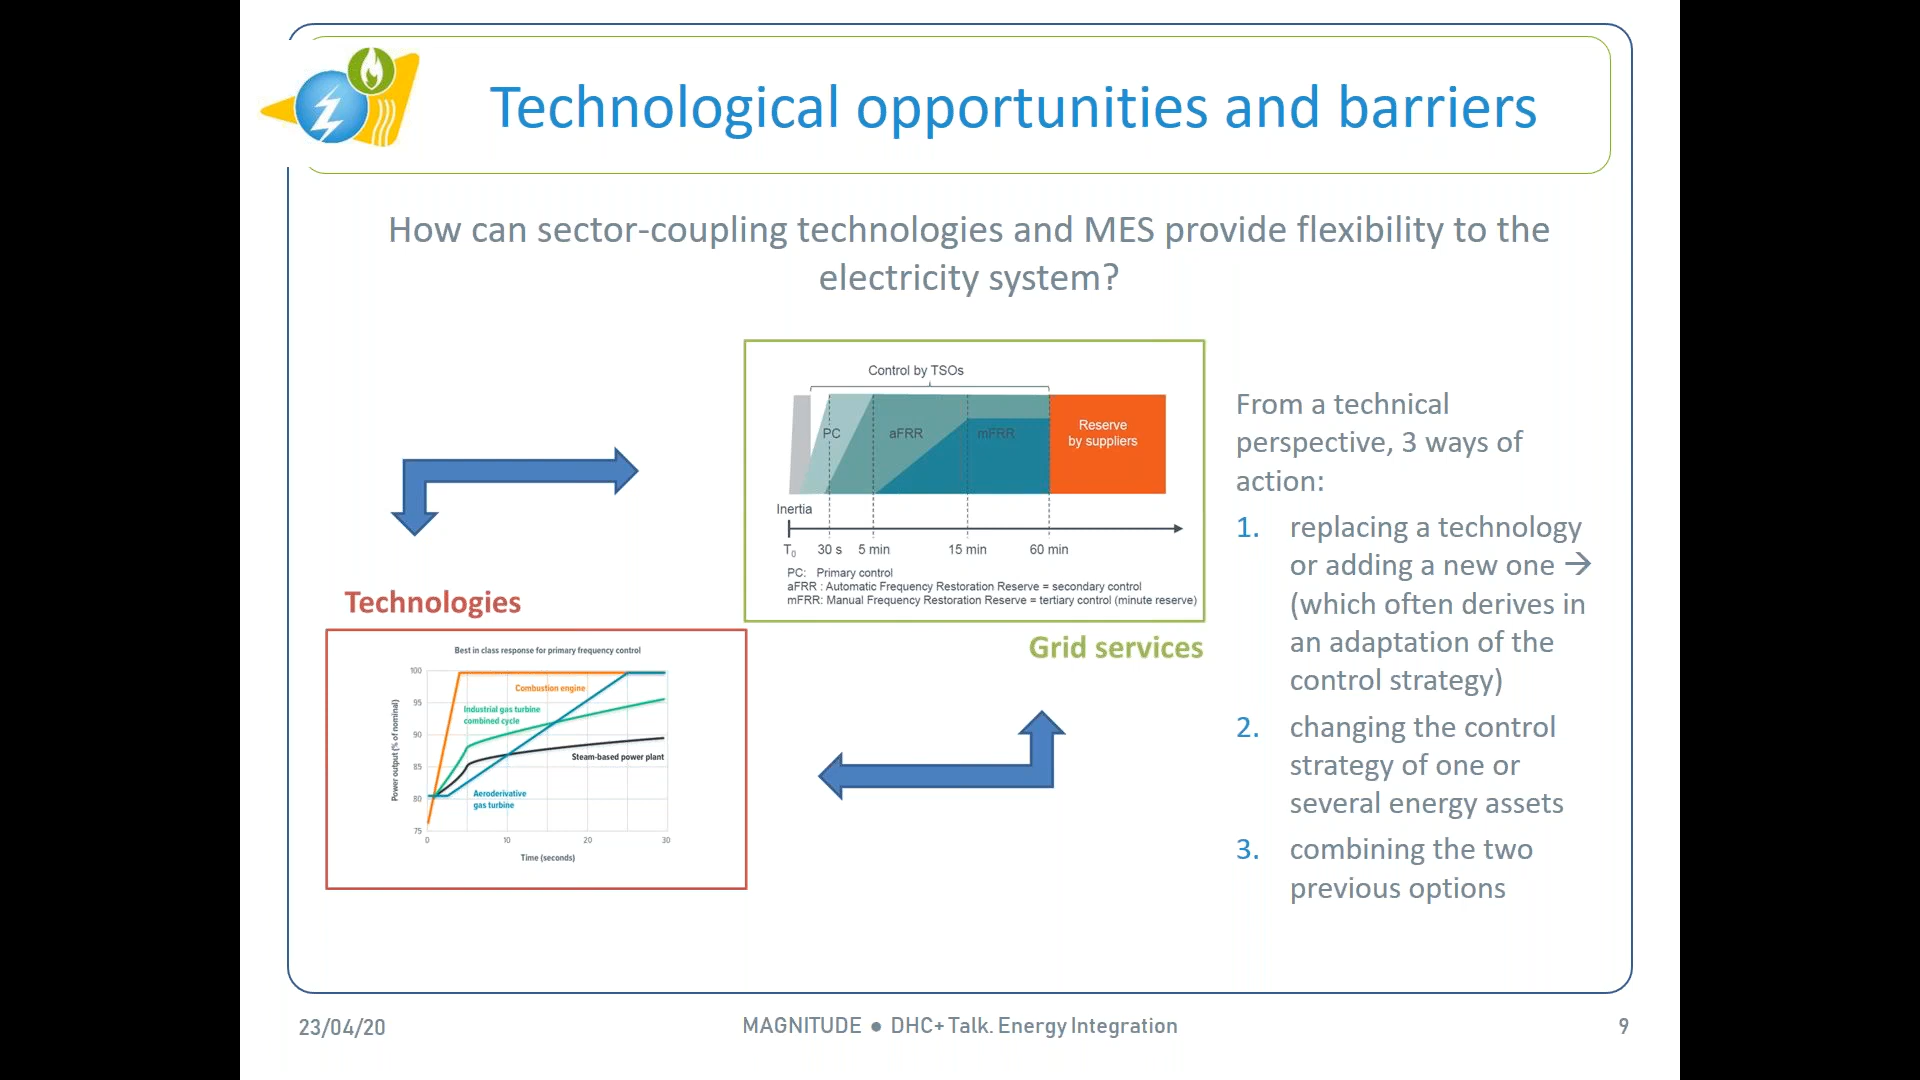 Technological opportunities and barriers
How can sector-coupling technologies and MES provide flexibility to the
electricity system?
Control by TSOs
PC
aFRR
mFRR
Reserve
by suppliers
Inertia
T0
30 s
5 min
15 min
60 min
PC: Primary control
aFRR : Automatic Frequency Restoration Reserve = secondary control
mFRR: Manual Frequency Restoration Reserve = tertiary control (minute reserve)
Grid services
Technologies
Best in class response for primary frequency control
Power output (% of nominal)
100
95
90
85
80
75
Combustion engine
Industrial gas turbine
combined cycle
Steam-based power plant
Aeroderivative
gas turbine
0
10
20
30
Time (seconds)
From a technical
perspective, 3 ways of
action:
1. replacing a technology
or adding a new one →
(which often derives in
an adaptation of the
control strategy)
2. changing the control
strategy of one or
several energy assets
3. combining the two
previous options
23/04/20
MAGNITUDE ● DHC+ Talk. Energy Integration
9